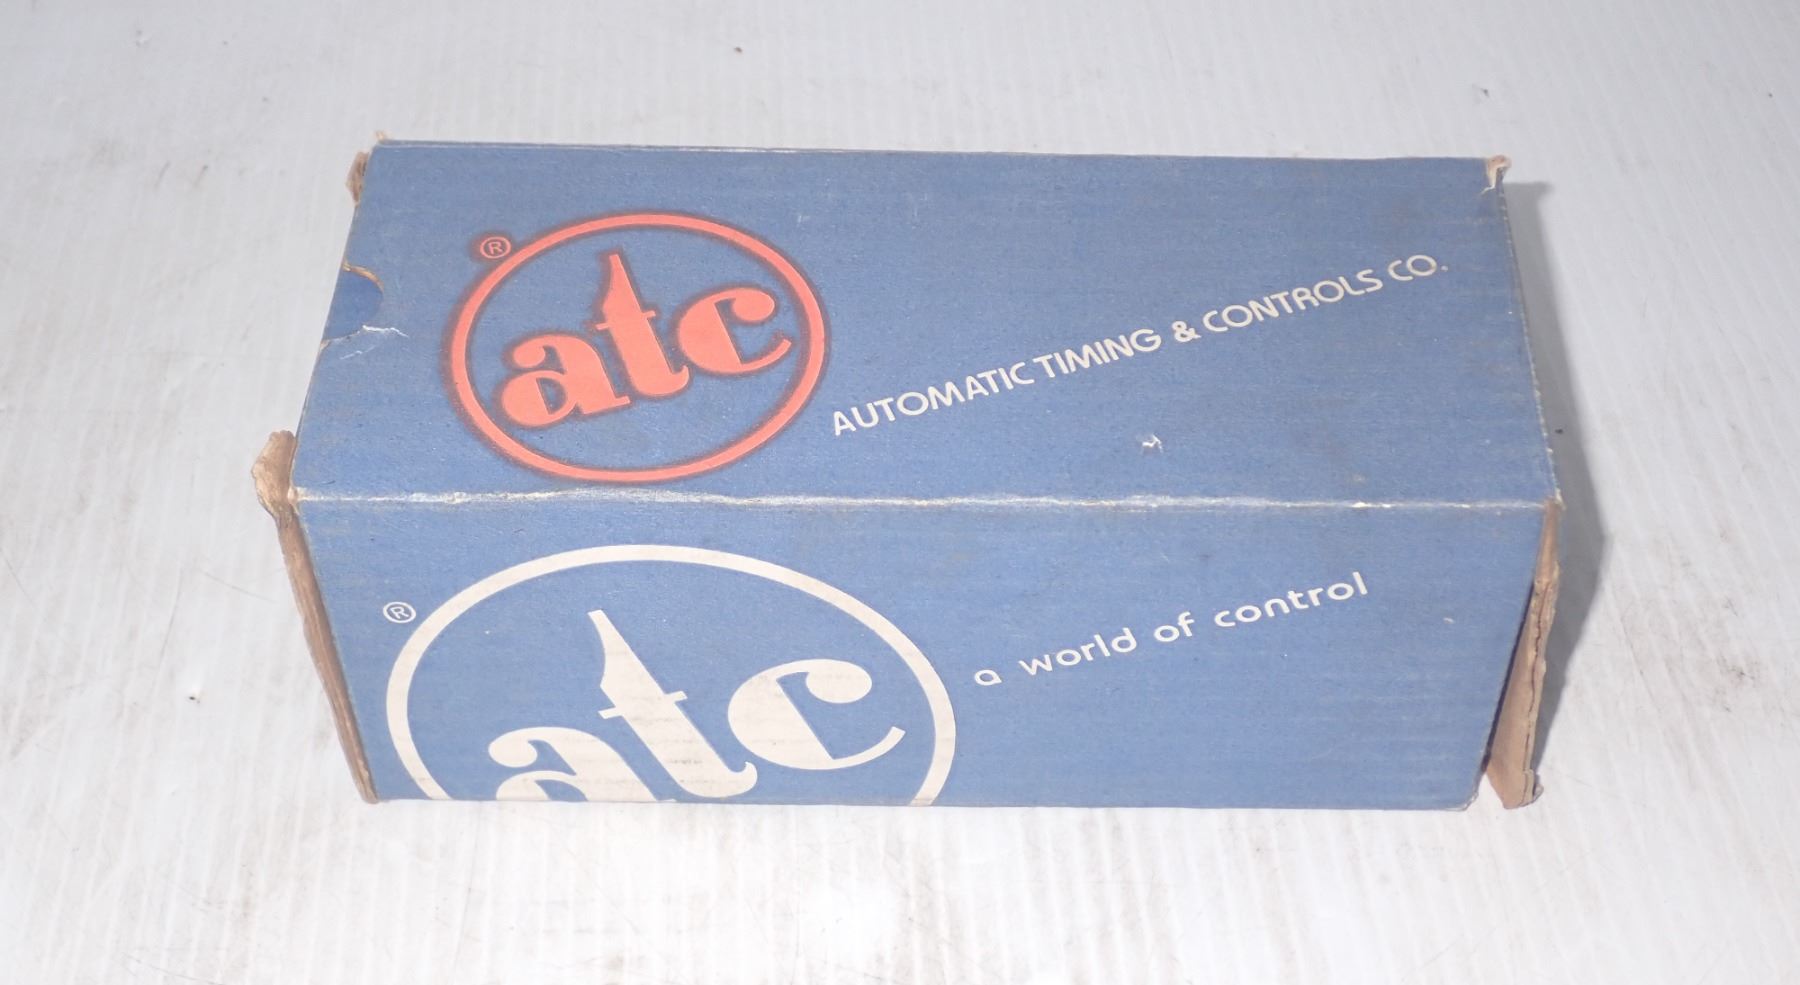 ®
atc
AUTOMATIC TIMING & CONTROLS CO.
®
atc
a world of control